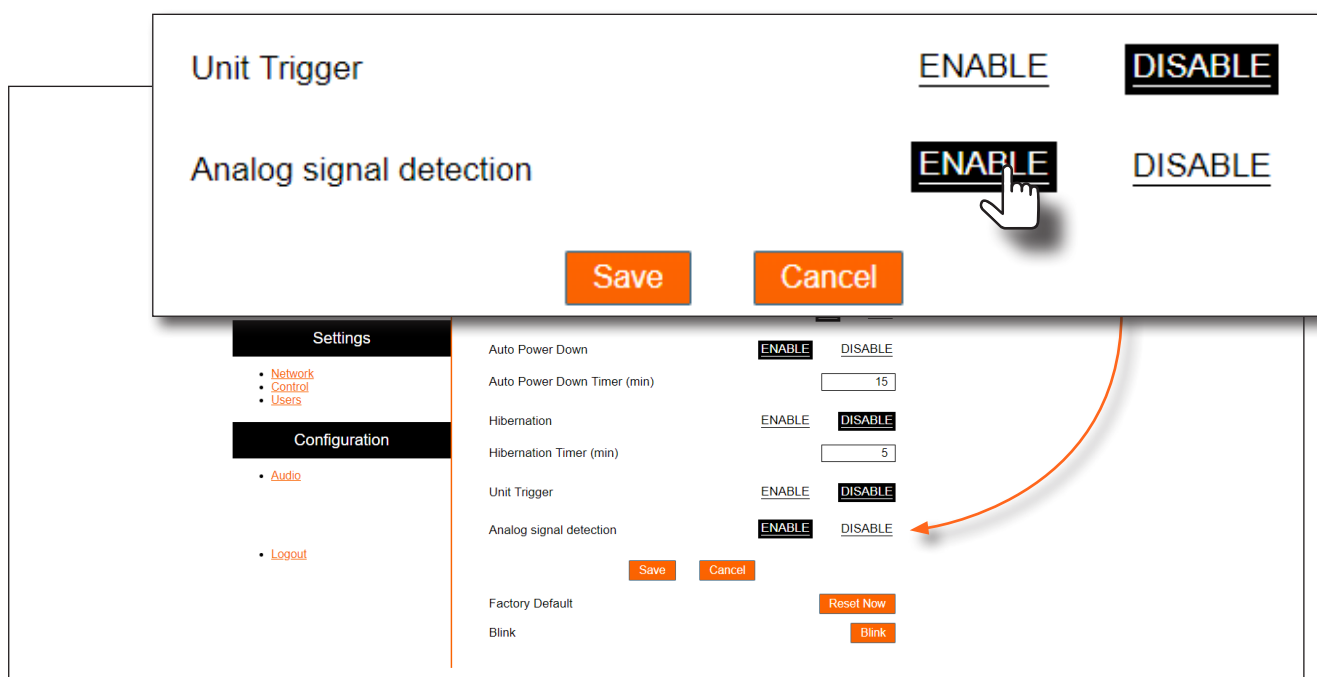 Unit Trigger ENABLE DISABLE
Analog signal detection ENABLE DISABLE
Save Cancel
Settings
Network
Control
Users
Configuration
Audio
Logout
Auto Power Down ENABLE DISABLE
Auto Power Down Timer (min) 15
Hibernation ENABLE DISABLE
Hibernation Timer (min) 5
Unit Trigger ENABLE DISABLE
Analog signal detection ENABLE DISABLE
Save Cancel
Factory Default Reset Now
Blink Blink